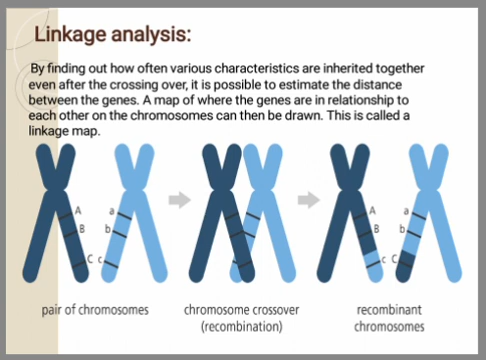 Linkage analysis:
By finding out how often various characteristics are inherited together
even after the crossing over, it is possible to estimate the distance
between the genes. A map of where the genes are in relationship to
each other on the chromosomes can then be drawn. This is called a
linkage map.
A a A a
B b B b
C c c C
pair of chromosomes
chromosome crossover
(recombination)
recombinant
chromosomes